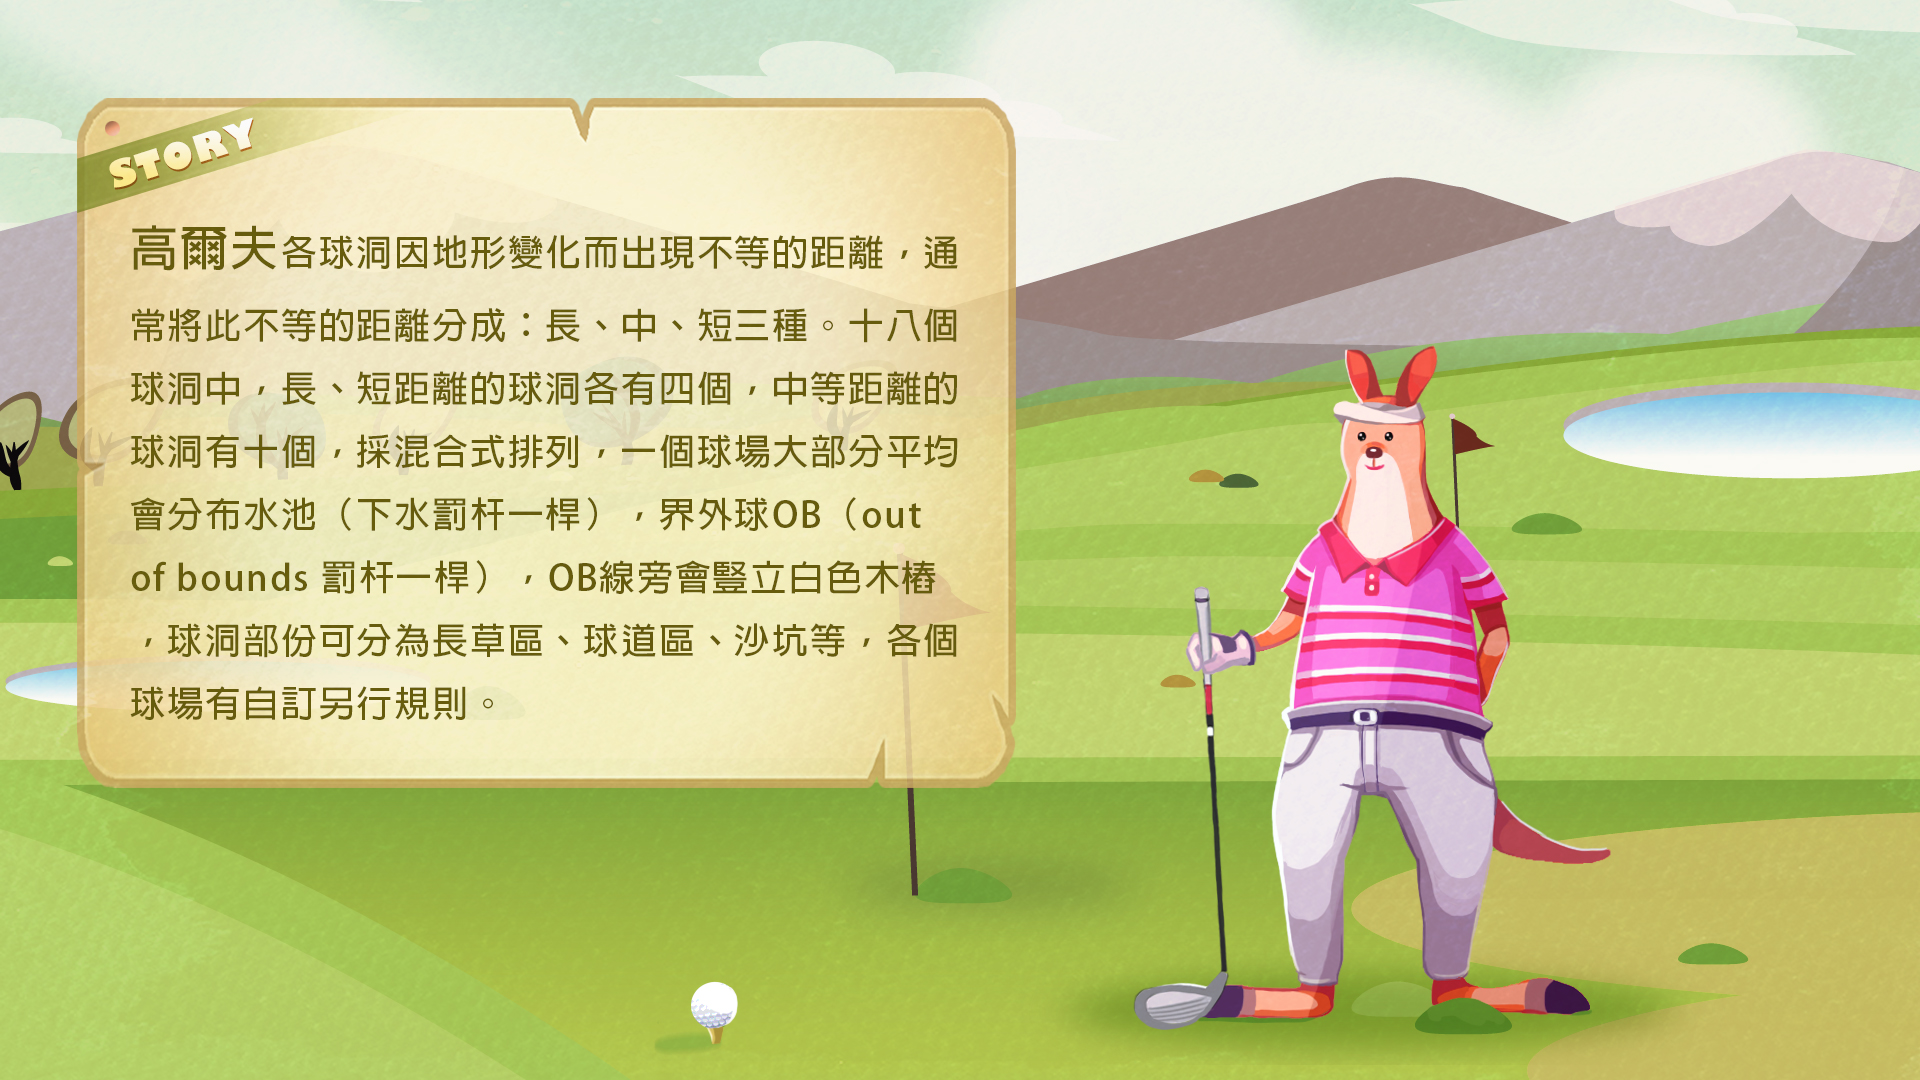 STORY
高爾夫各球洞因地形變化而出現不等的距離，通
常將此不等的距離分成：長、中、短三種。十八個
球洞中，長、短距離的球洞各有四個，中等距離的
球洞有十個，採混合式排列，一個球場大部分平均
會分布水池（下水罰杆一桿），界外球OB（out
of bounds 罰杆一桿），OB線旁會豎立白色木樁
，球洞部份可分為長草區、球道區、沙坑等，各個
球場有自訂另行規則。